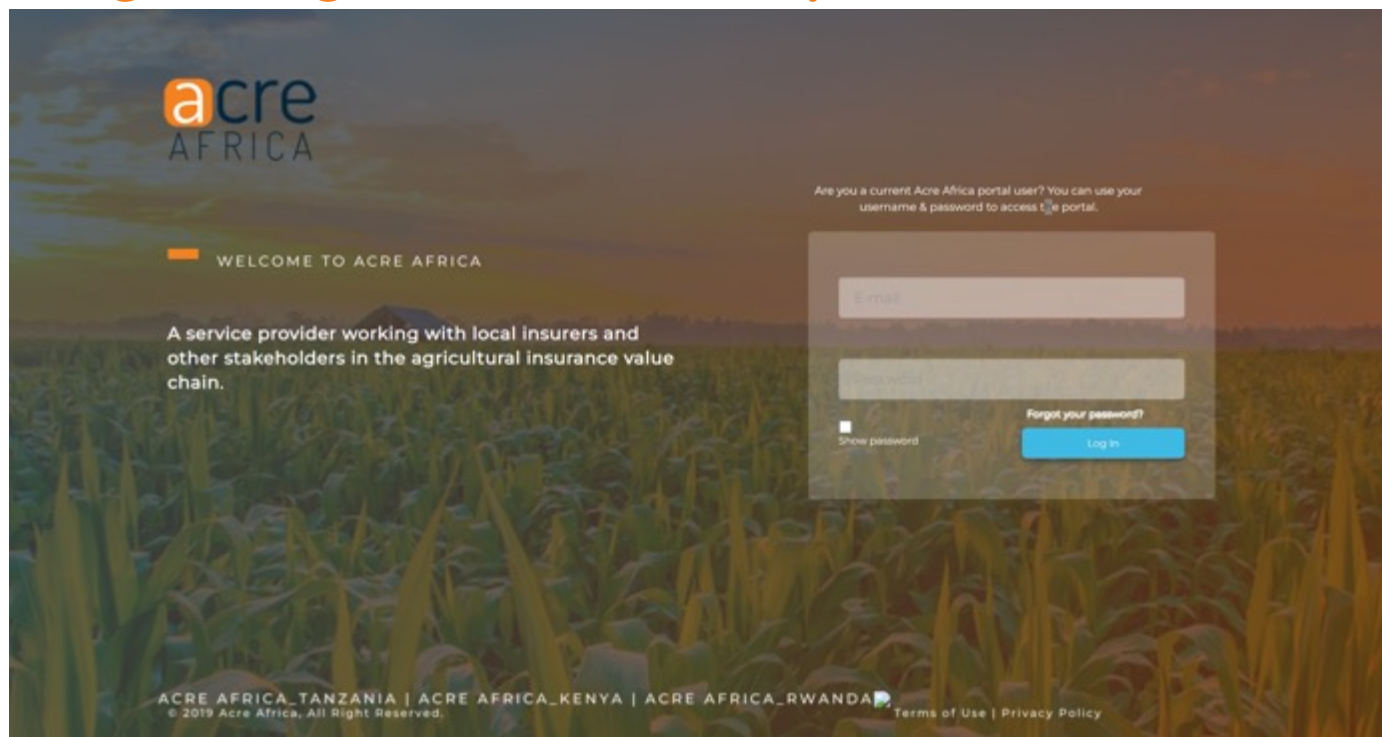 acre
AFRICA
Are you a current Acre Africa portal user? You can use your
username & password to access the portal.
WELCOME TO ACRE AFRICA
E-mail
A service provider working with local insurers and
other stakeholders in the agricultural insurance value
chain.
Password
Forgot your password?
Show password
Log In
ACRE AFRICA_TANZANIA | ACRE AFRICA_KENYA | ACRE AFRICA_RWANDA
© 2019 Acre Africa, All Right Reserved.
Terms of Use | Privacy Policy